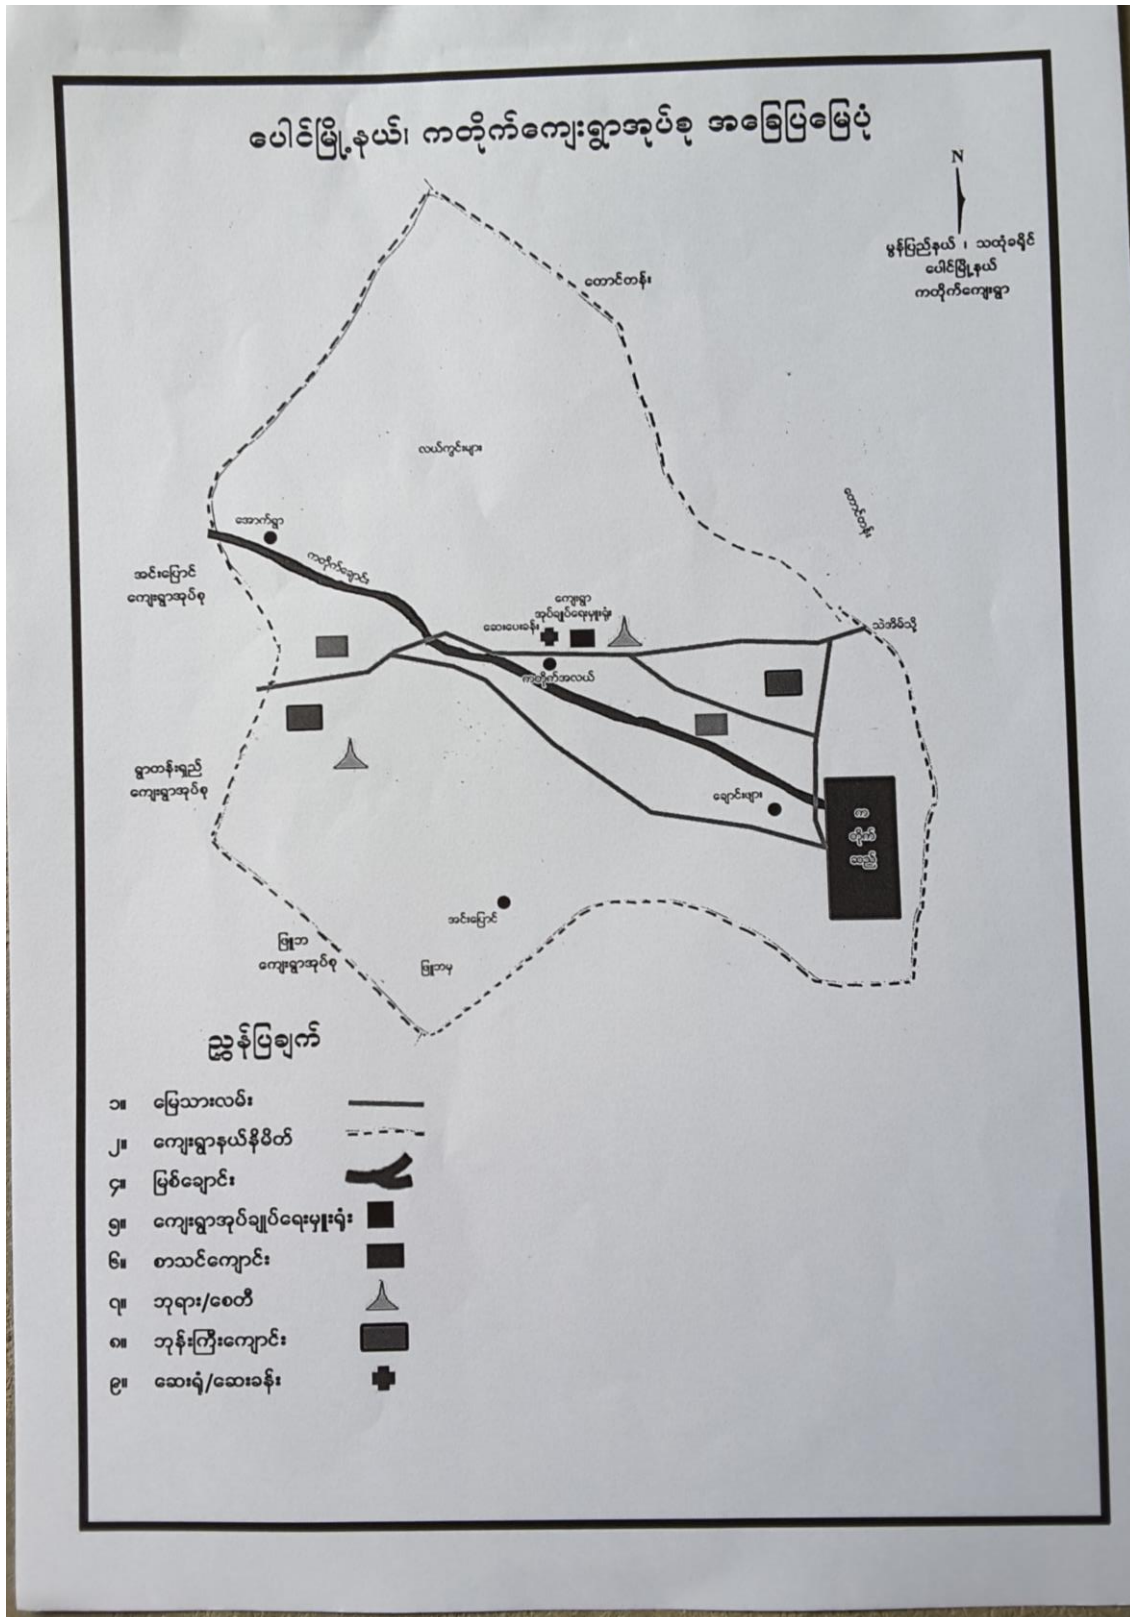 ပေါင်မြို့နယ်၊ ကတိုက်ကျေးရွာအုပ်စု အခြေပြမြေပုံ
N
မွန်ပြည်နယ် ၊ သထုံခရိုင်
ပေါင်မြို့နယ်
ကတိုက်ကျေးရွာ
တောင်တန်း
လယ်ကွင်းများ
တောင်တန်း
အောက်ရွာ
ကတိုက်ချောင်း
အင်းပြောင်
ကျေးရွာအုပ်စု
ကျေးရွာ
အုပ်ချုပ်ရေးမှူးရုံး
ဆေးပေးခန်း
သဲအိမ်သို့
ကတိုက်အလယ်
ရွာတန်းရှည်
ကျေးရွာအုပ်စု
ချောင်းဖျား
က
တိုက်
ဆည်
အင်းပြောင်
ဖြူဘ
ကျေးရွာအုပ်စု
ဖြူဘမှ
ညွှန်ပြချက်
၁။ မြေသားလမ်း
၂။ ကျေးရွာနယ်နိမိတ်
၄။ မြစ်ချောင်း
၅။ ကျေးရွာအုပ်ချုပ်ရေးမှူးရုံး
၆။ စာသင်ကျောင်း
၇။ ဘုရား/စေတီ
၈။ ဘုန်းကြီးကျောင်း
၉။ ဆေးရုံ/ဆေးခန်း